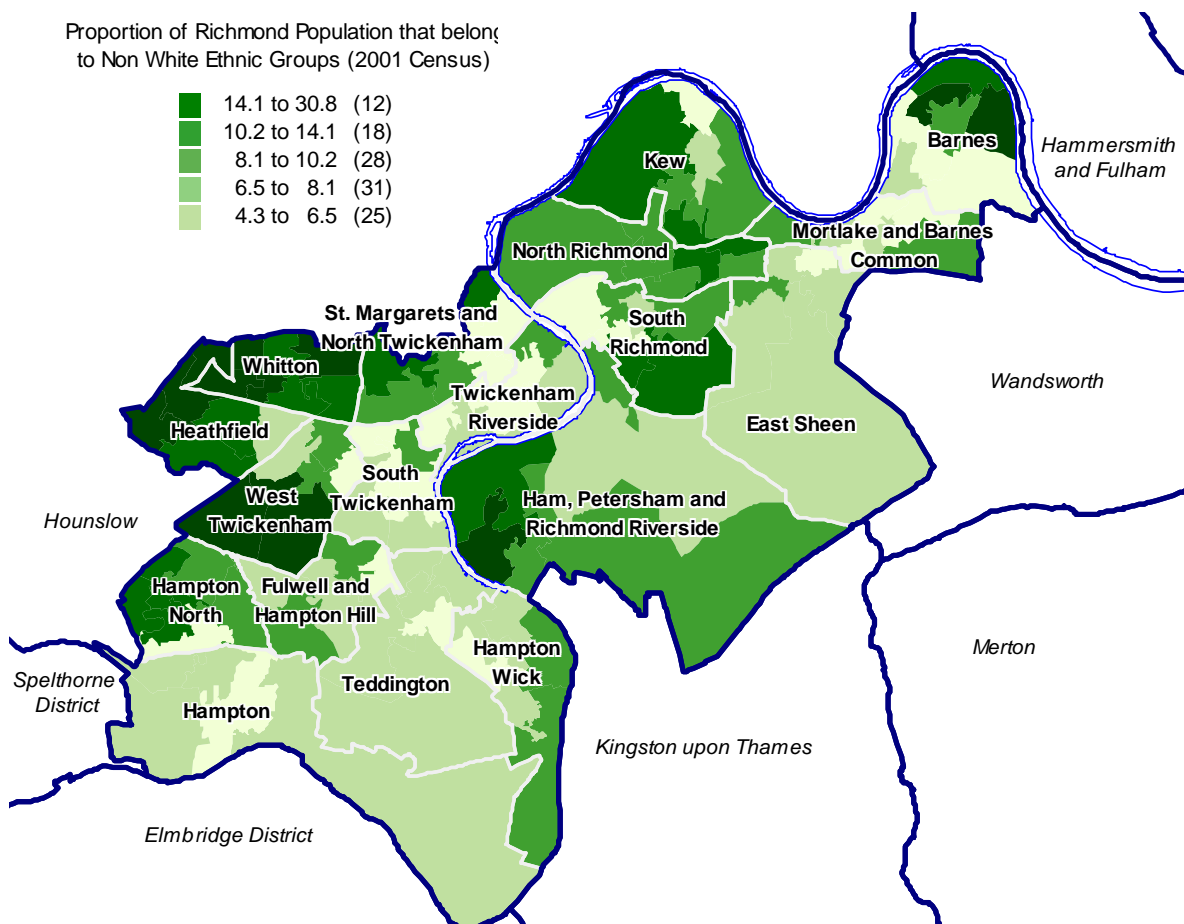 Proportion of Richmond Population that belong
to Non White Ethnic Groups (2001 Census)
14.1 to 30.8 (12)
10.2 to 14.1 (18)
8.1 to 10.2 (28)
6.5 to 8.1 (31)
4.3 to 6.5 (25)
Barnes
Hammersmith
and Fulham
Kew
Mortlake and Barnes
Common
North Richmond
St. Margarets and
North Twickenham
South
Richmond
Whitton
Wandsworth
Twickenham
Riverside
Heathfield
East Sheen
South
Twickenham
West
Twickenham
Ham, Petersham and
Richmond Riverside
Hounslow
Hampton
North
Fulwell and
Hampton Hill
Hampton
Wick
Merton
Spelthorne
District
Teddington
Hampton
Kingston upon Thames
Elmbridge District